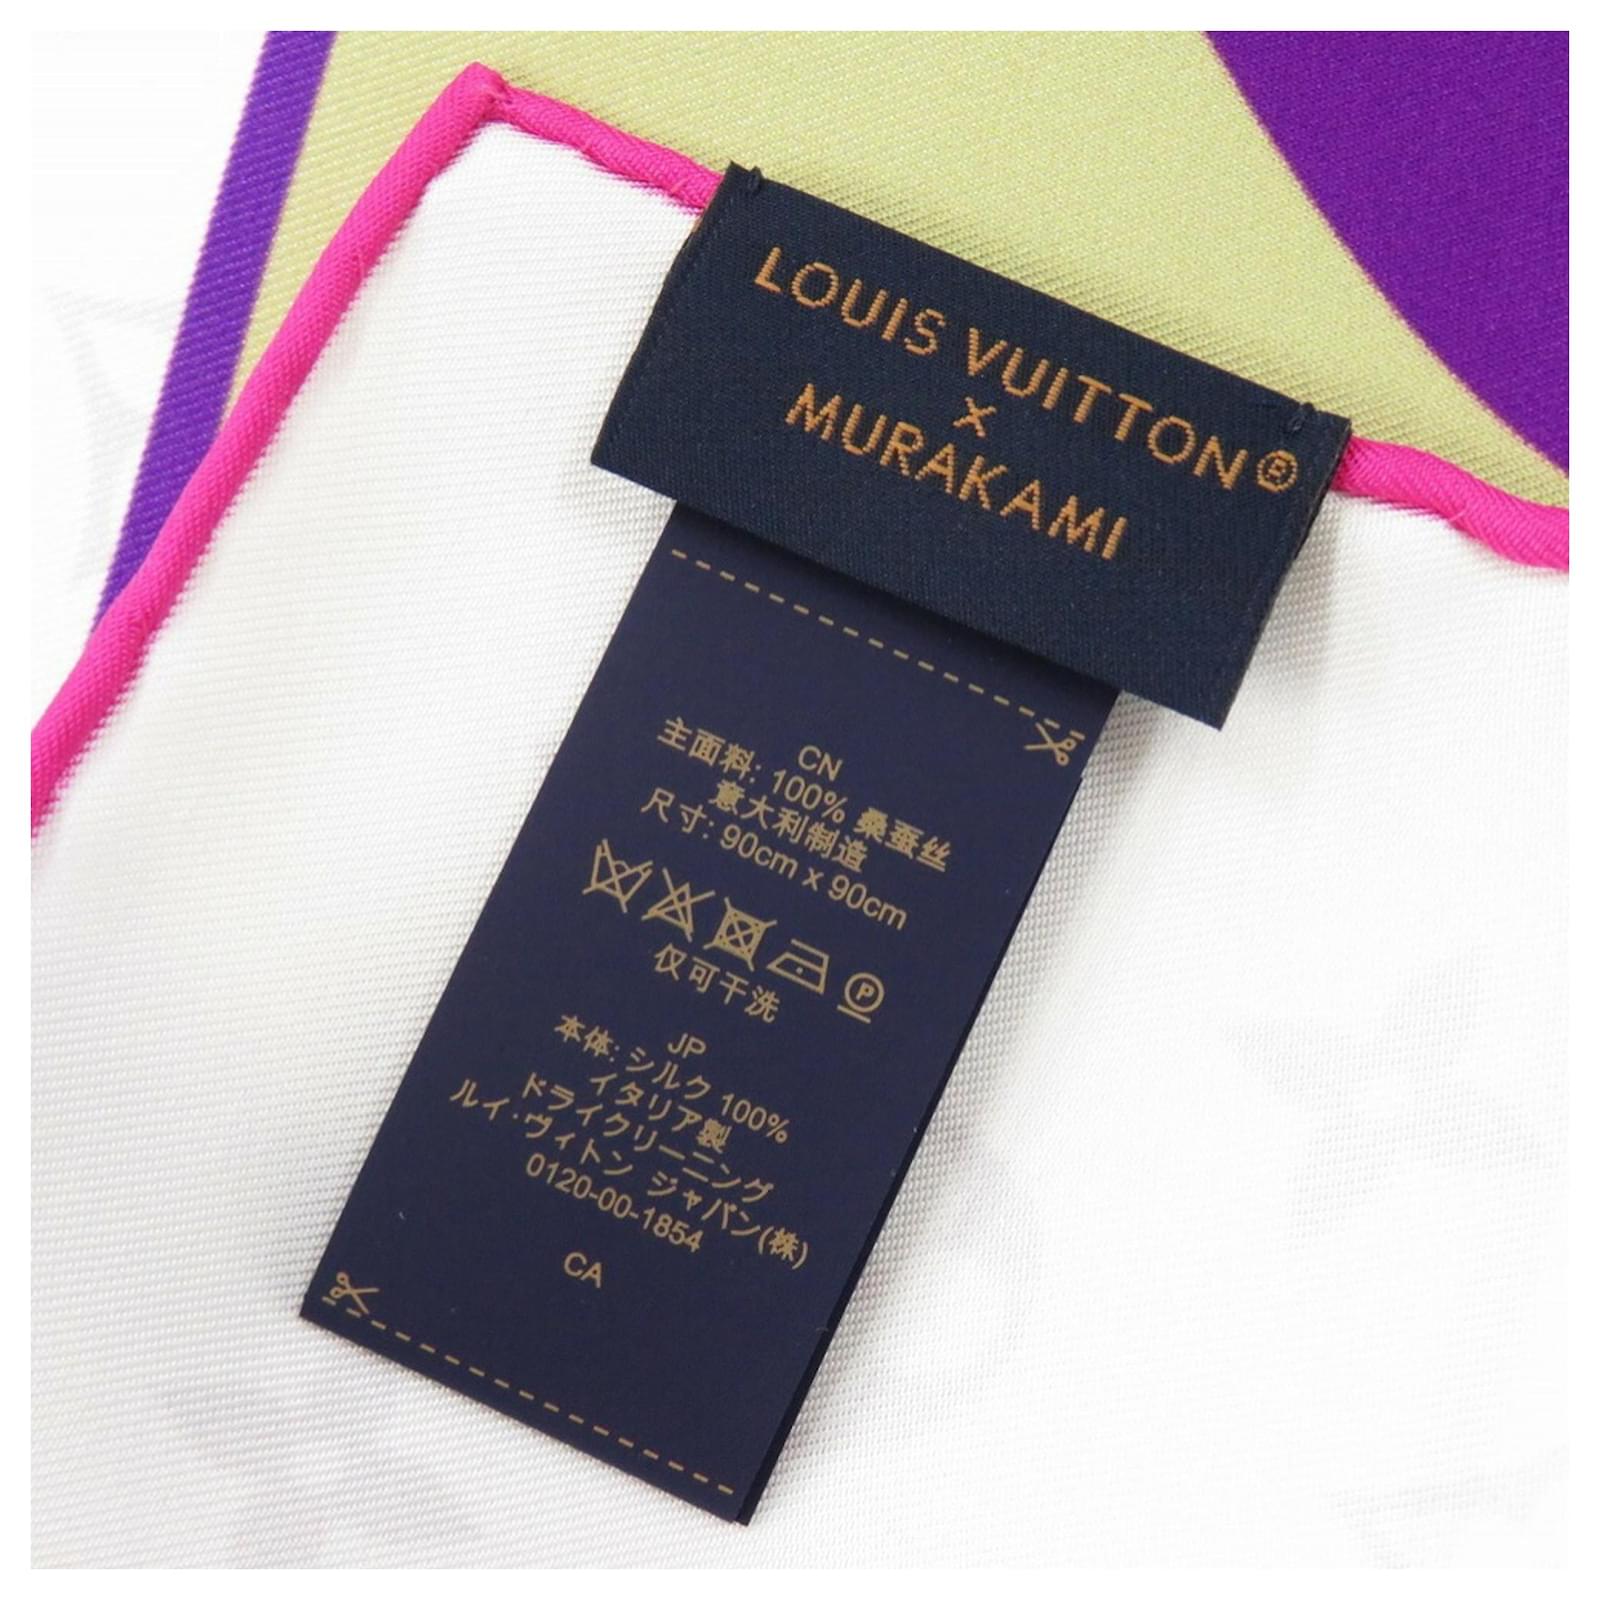 LOUIS VUITTON®
X
MURAKAMI
CN
主面料: 100% 桑蚕丝
意大利制造
尺寸: 90cm x 90cm
P
仅可干洗
JP
本体: シルク 100%
イタリア製
ドライクリーニング
ルイ·ヴィトン ジャパン(株)
0120-00-1854
CA